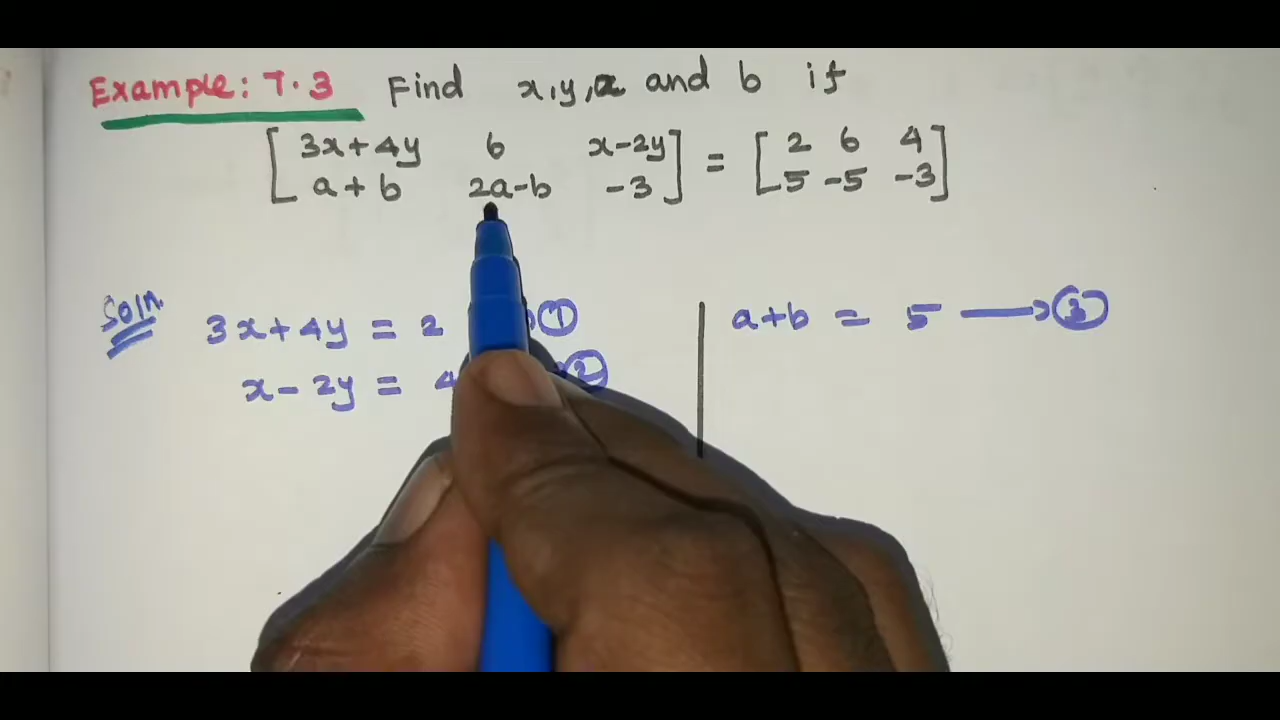 Example: 7.3 Find x, y, a and b if
[3x+4y 6 x-2y] = [2 6 4]
[a+b 2a-b -3] [5 -5 -3]
Soln.
3x+4y = 2 → ①
x-2y = 4 → ②
a+b = 5 → ③